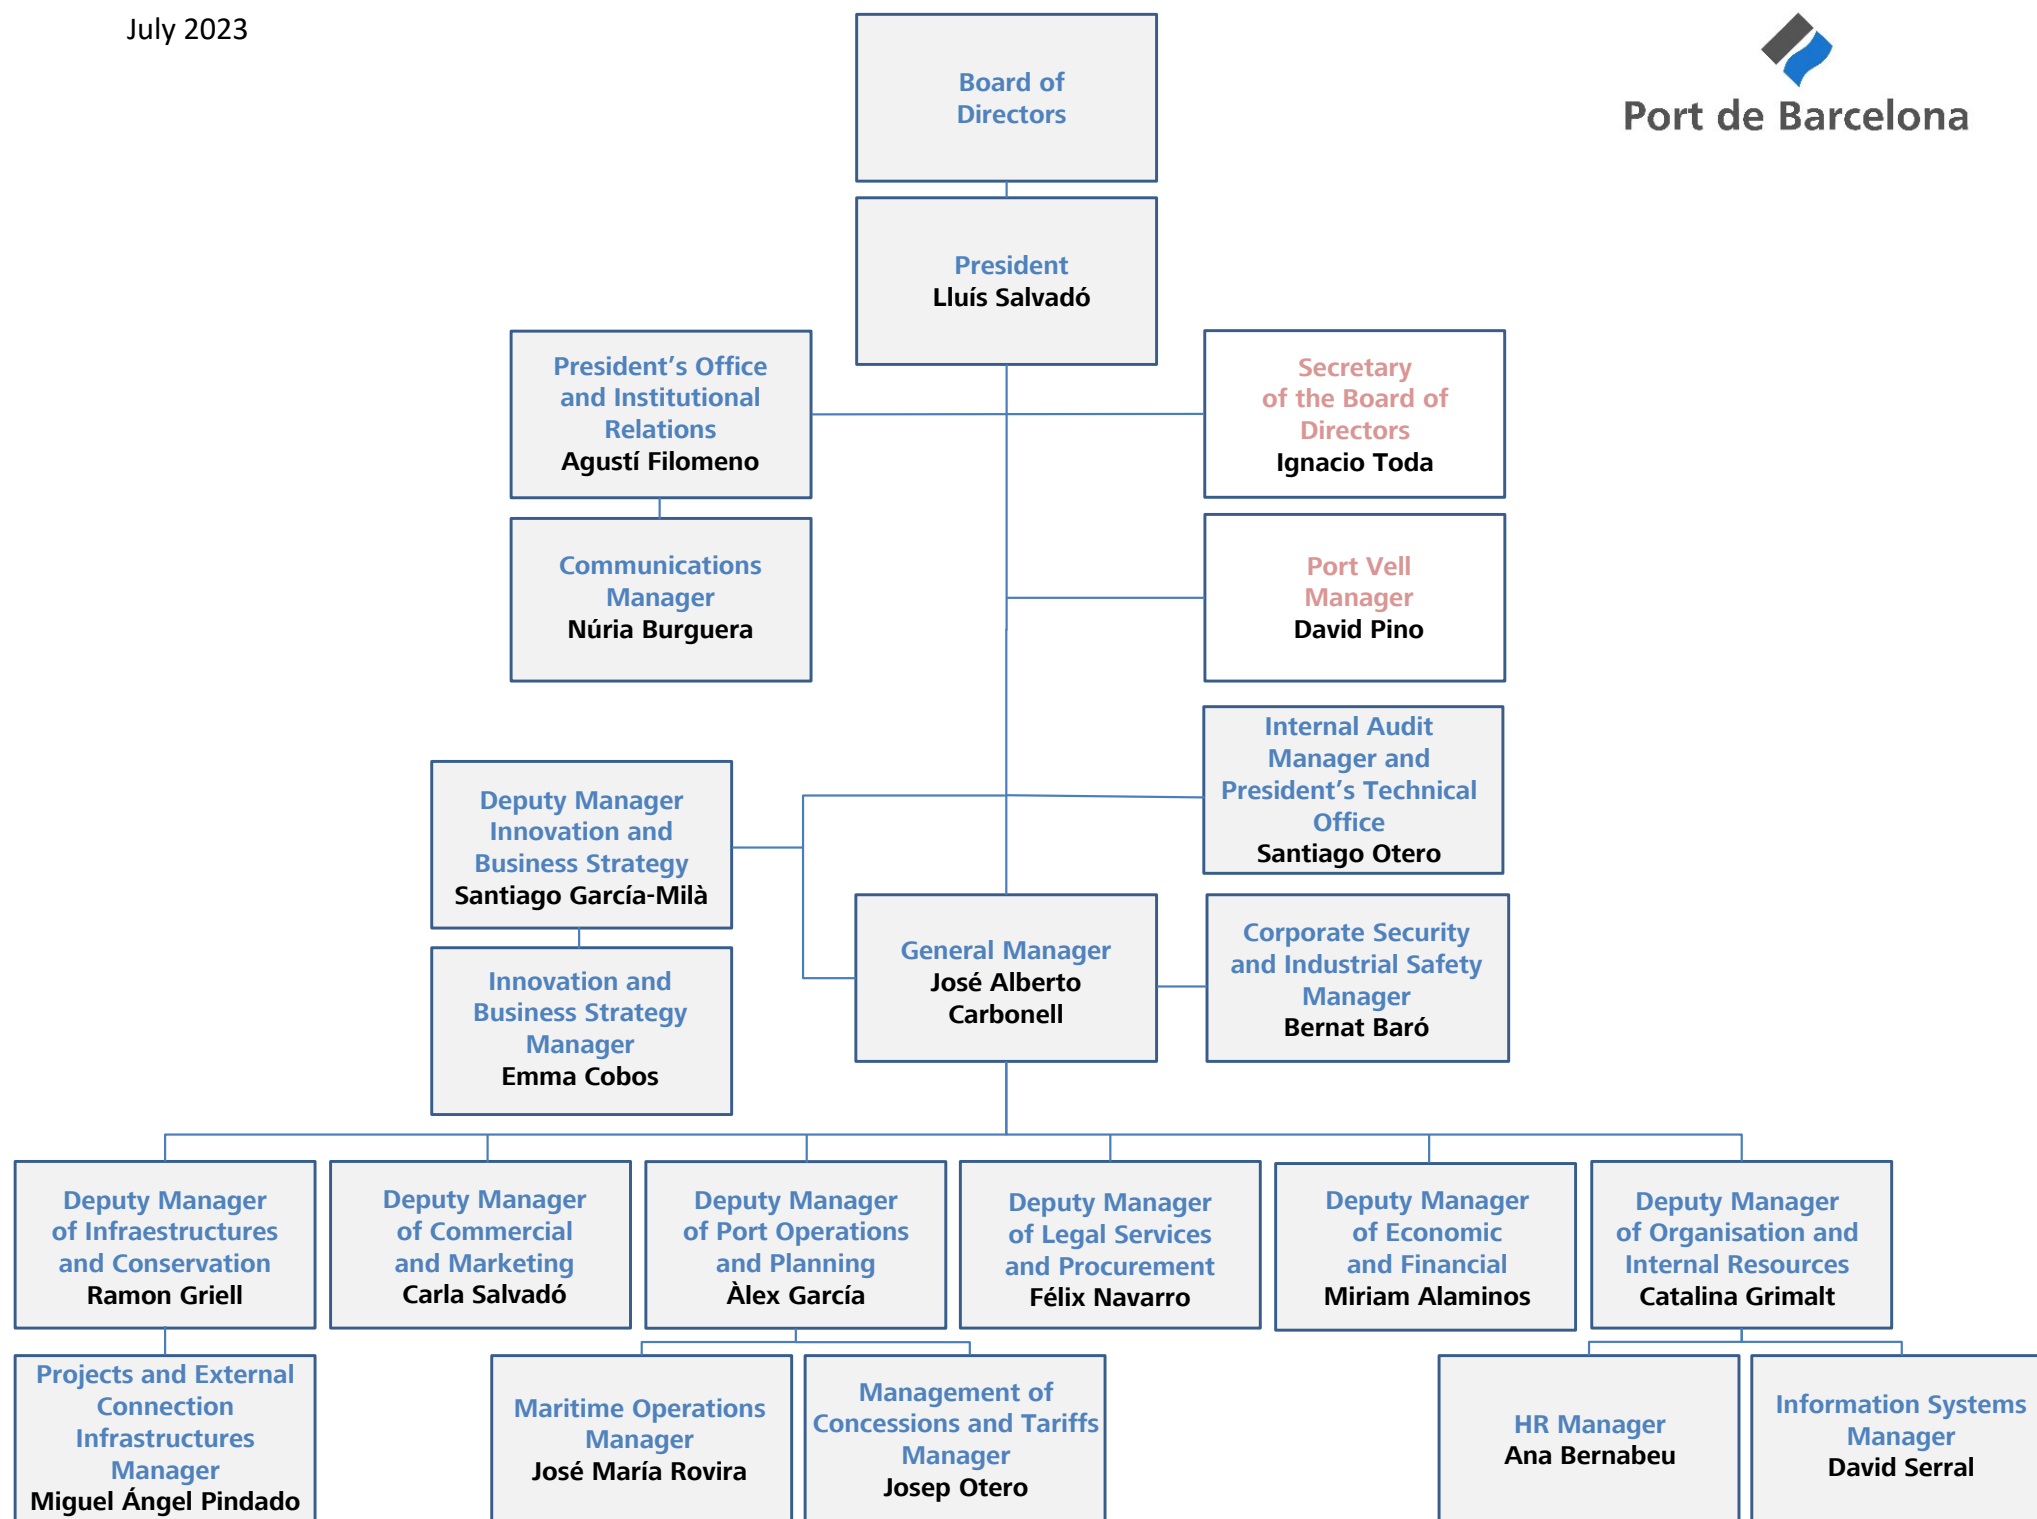 July 2023
Port de Barcelona
Board of
Directors
President
Lluís Salvadó
President’s Office
and Institutional
Relations
Agustí Filomeno
Secretary
of the Board of
Directors
Ignacio Toda
Communications
Manager
Núria Burguera
Port Vell
Manager
David Pino
Internal Audit
Manager and
President’s Technical
Office
Santiago Otero
Deputy Manager
Innovation and
Business Strategy
Santiago García-Milà
General Manager
José Alberto
Carbonell
Corporate Security
and Industrial Safety
Manager
Bernat Baró
Innovation and
Business Strategy
Manager
Emma Cobos
Deputy Manager
of Infraestructures
and Conservation
Ramon Griell
Deputy Manager
of Commercial
and Marketing
Carla Salvadó
Deputy Manager
of Port Operations
and Planning
Àlex García
Deputy Manager
of Legal Services
and Procurement
Félix Navarro
Deputy Manager
of Economic
and Financial
Miriam Alaminos
Deputy Manager
of Organisation and
Internal Resources
Catalina Grimalt
Projects and External
Connection
Infrastructures
Manager
Miguel Ángel Pindado
Maritime Operations
Manager
José María Rovira
Management of
Concessions and Tariffs
Manager
Josep Otero
HR Manager
Ana Bernabeu
Information Systems
Manager
David Serral